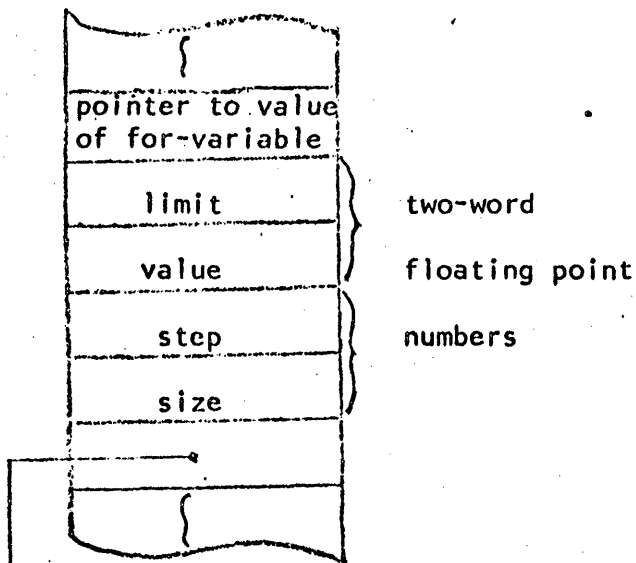 pointer to value
of for-variable
limit
two-word
value
floating point
step
numbers
size